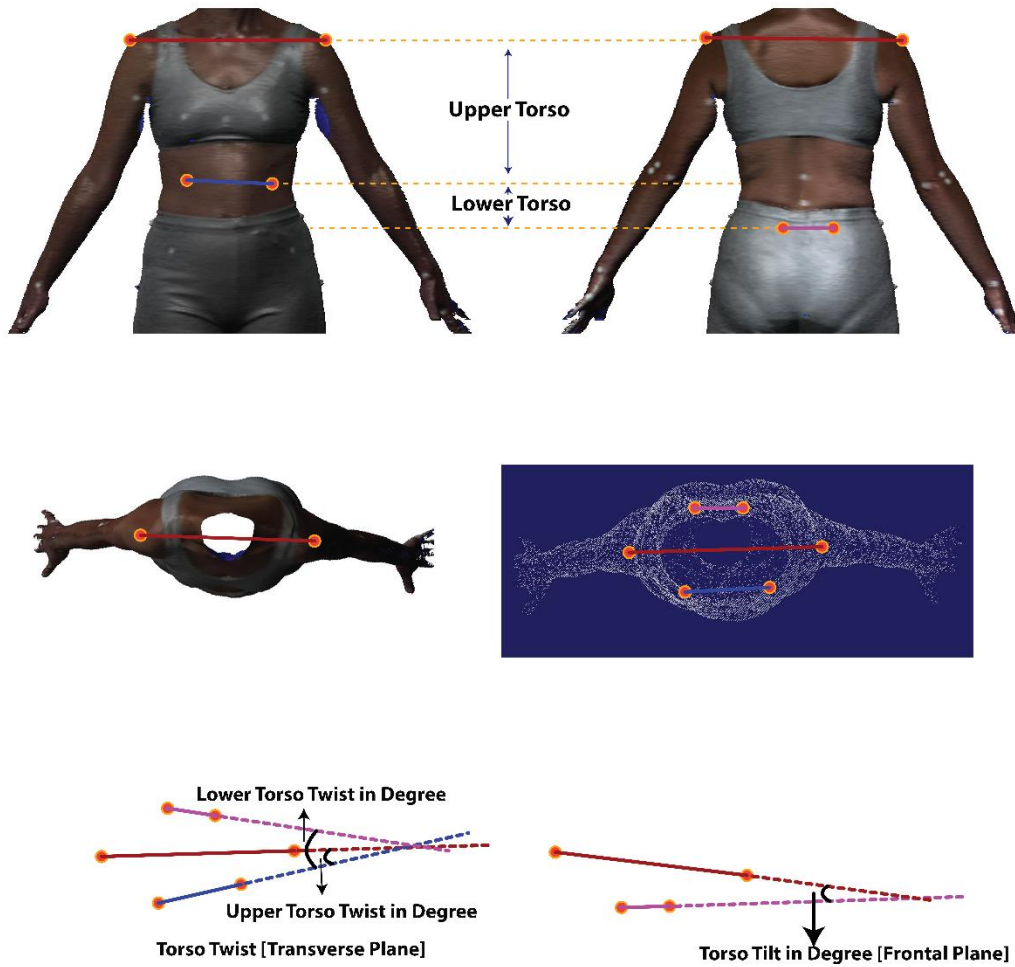 Upper Torso
Lower Torso
Lower Torso Twist in Degree
Upper Torso Twist in Degree
Torso Twist [Transverse Plane]
Torso Tilt in Degree [Frontal Plane]